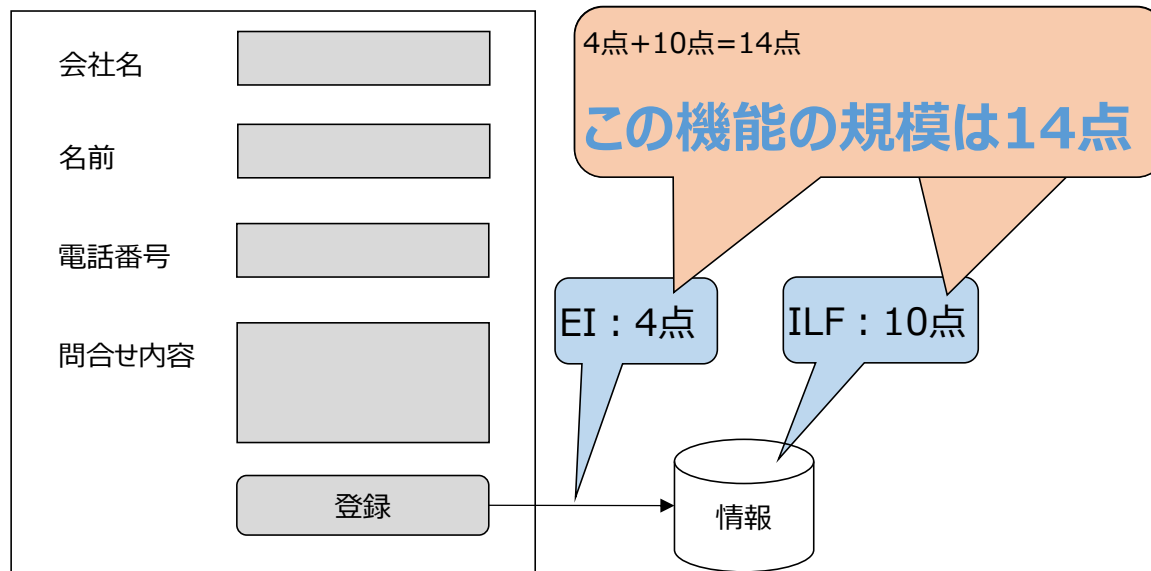 会社名
名前
電話番号
問合せ内容
登録
4点+10点=14点
この機能の規模は14点
EI：4点
ILF：10点
情報